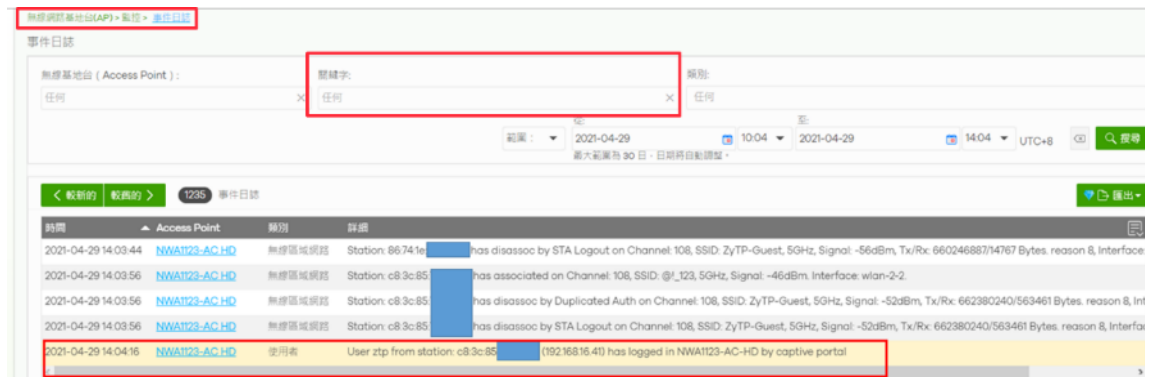 無線網路基地台(AP) > 監控 > 事件日誌
事件日誌
無線基地台 ( Access Point ) :
關鍵字:
類別:
任何 ×
任何 ×
任何
從:
至:
範圍 :
2021-04-29
10:04
2021-04-29
14:04
UTC+8
搜尋
最大範圍為 30 日,日期將自動調整。
< 較新的
較舊的 >
1235
事件日誌
匯出
時間
Access Point
類別
詳細
2021-04-29 14:03:44 NWA1123-AC HD 無線區域網路 Station: 86:74:1e: has disassoc by STA Logout on Channel: 108, SSID: ZyTP-Guest, 5GHz, Signal: -56dBm, Tx/Rx: 660246887/14767 Bytes. reason 8, Interface:
2021-04-29 14:03:56 NWA1123-AC HD 無線區域網路 Station: c8:3c:85: has associated on Channel: 108, SSID: @!_123, 5GHz, Signal: -46dBm. Interface: wlan-2-2.
2021-04-29 14:03:56 NWA1123-AC HD 無線區域網路 Station: c8:3c:85: has disassoc by Duplicated Auth on Channel: 108, SSID: ZyTP-Guest, 5GHz, Signal: -52dBm, Tx/Rx: 662380240/563461 Bytes. reason 8, Int
2021-04-29 14:03:56 NWA1123-AC HD 無線區域網路 Station: c8:3c:85: has disassoc by STA Logout on Channel: 108, SSID: ZyTP-Guest, 5GHz, Signal: -52dBm, Tx/Rx: 662380240/563461 Bytes. reason 8, Interfac
2021-04-29 14:04:16 NWA1123-AC HD 使用者 User ztp from station: c8:3c:85 (192.168.16.41) has logged in NWA1123-AC-HD by captive portal